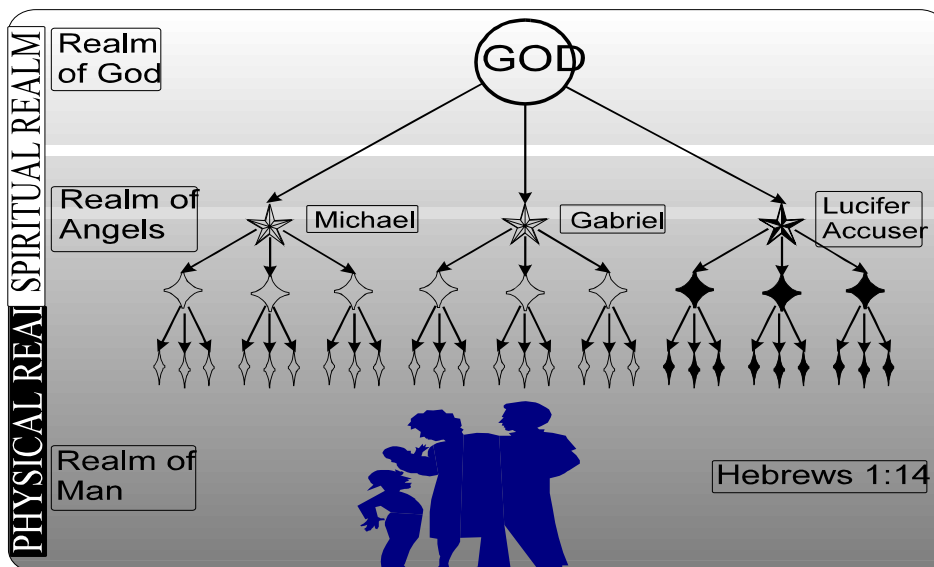 SPIRITUAL REALM
Realm
of God
GOD
Realm of
Angels
Michael
Gabriel
Lucifer
Accuser
PHYSICAL REAL
Realm of
Man
Hebrews 1:14